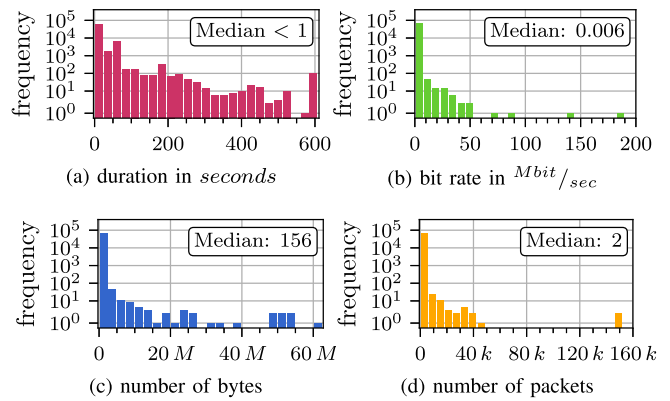 frequency
10^5
10^4
10^3
10^2
10^1
10^0
Median < 1
0 200 400 600
(a) duration in seconds
frequency
10^5
10^4
10^3
10^2
10^1
10^0
Median: 0.006
0 50 100 150 200
(b) bit rate in Mbit/sec
frequency
10^5
10^4
10^3
10^2
10^1
10^0
Median: 156
0 20 M 40 M 60 M
(c) number of bytes
frequency
10^5
10^4
10^3
10^2
10^1
10^0
Median: 2
0 40 k 80 k 120 k 160 k
(d) number of packets